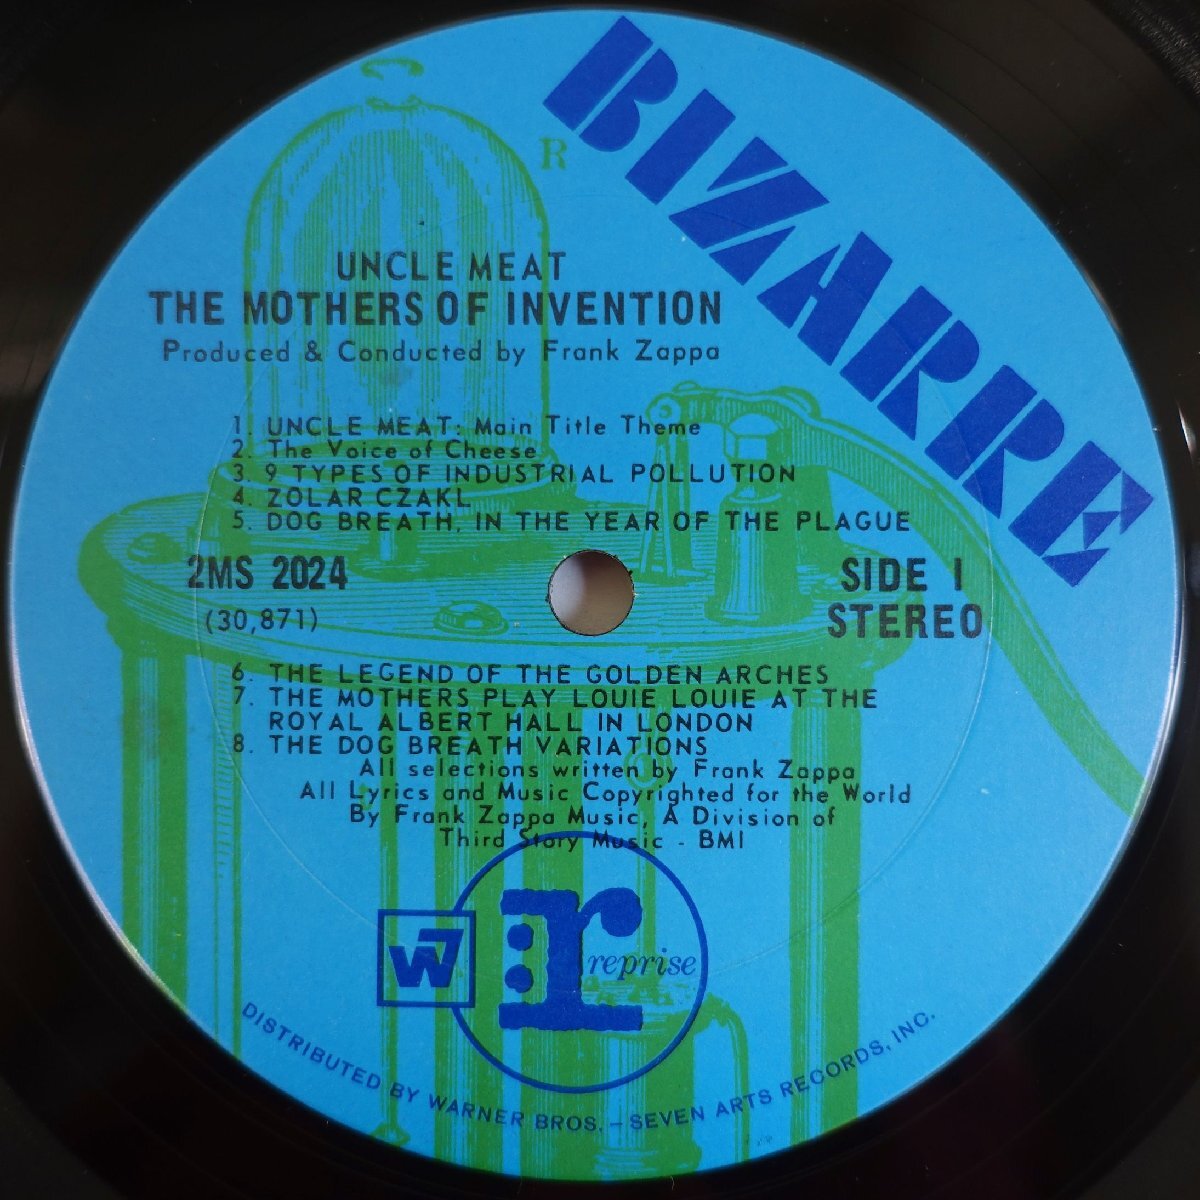 BIZARRE
R
UNCLE MEAT
THE MOTHERS OF INVENTION
Produced & Conducted by Frank Zappa
1. UNCLE MEAT: Main Title Theme
2. The Voice of Cheese
3. 9 TYPES OF INDUSTRIAL POLLUTION
4. ZOLAR CZAKL
5. DOG BREATH, IN THE YEAR OF THE PLAGUE
2MS 2024
(30,871)
SIDE 1
STEREO
6. THE LEGEND OF THE GOLDEN ARCHES
7. THE MOTHERS PLAY LOUIE LOUIE AT THE
ROYAL ALBERT HALL IN LONDON
8. THE DOG BREATH VARIATIONS
All selections written by Frank Zappa
All Lyrics and Music Copyrighted for the World
By Frank Zappa Music, A Division of
Third Story Music - BMI
W7
:r reprise
DISTRIBUTED BY WARNER BROS. – SEVEN ARTS RECORDS, INC.